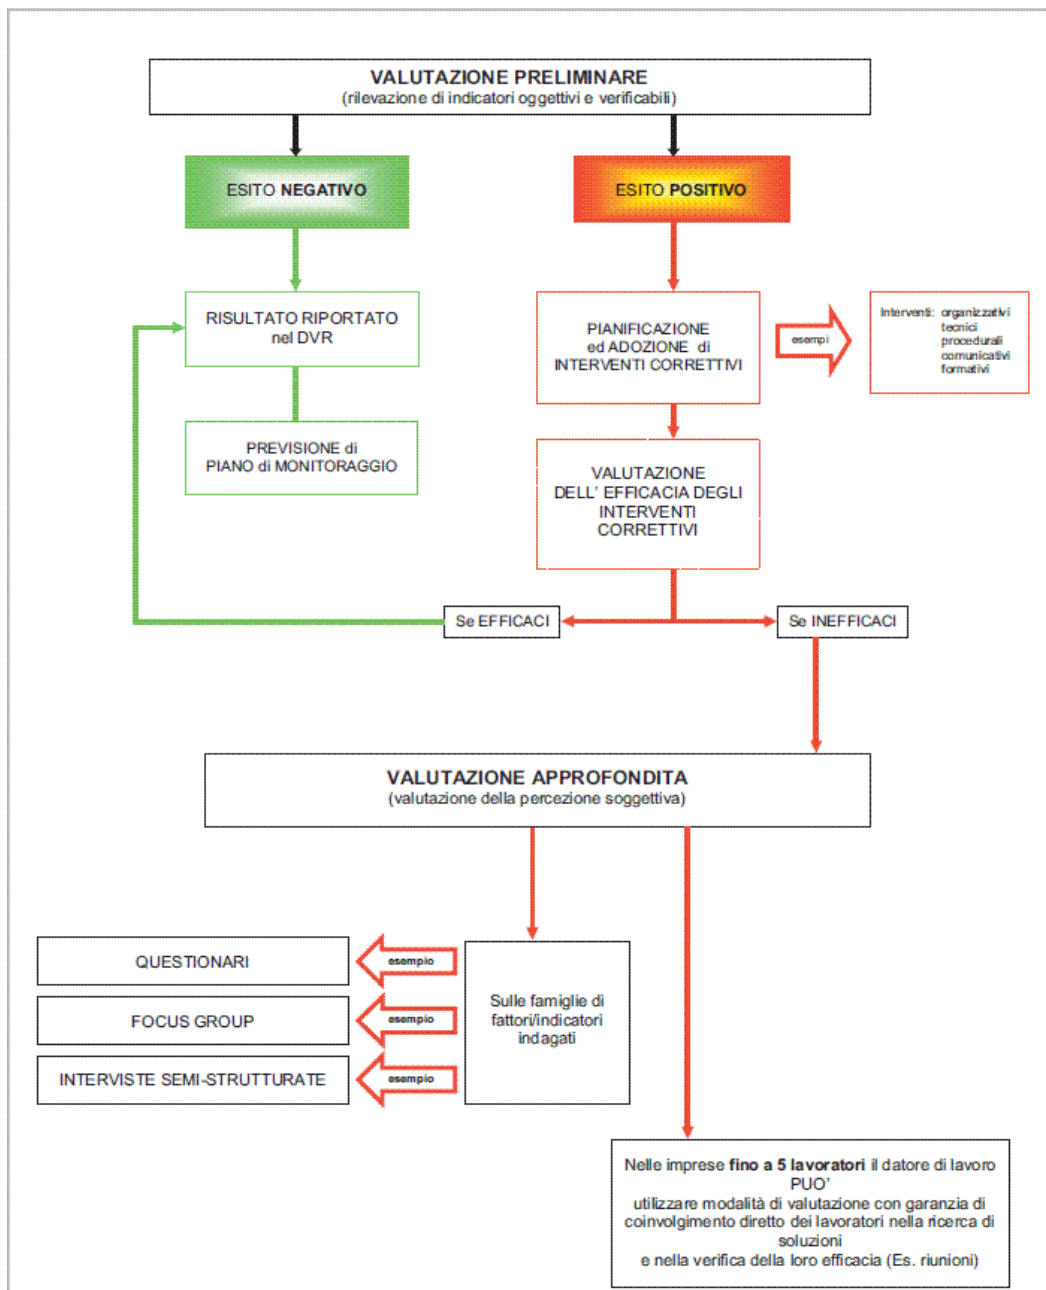 VALUTAZIONE PRELIMINARE
(rilevazione di indicatori oggettivi e verificabili)
ESITO NEGATIVO
ESITO POSITIVO
RISULTATO RIPORTATO
nel DVR
PIANIFICAZIONE
ed ADOZIONE di
INTERVENTI CORRETTIVI
esempi
Interventi: organizzativi
tecnici
procedurali
comunicativi
formativi
PREVISIONE di
PIANO di MONITORAGGIO
VALUTAZIONE
DELL' EFFICACIA DEGLI
INTERVENTI
CORRETTIVI
Se EFFICACI
Se INEFFICACI
VALUTAZIONE APPROFONDITA
(valutazione della percezione soggettiva)
QUESTIONARI
esempio
FOCUS GROUP
esempio
INTERVISTE SEMI-STRUTTURATE
esempio
Sulle famiglie di
fattori/indicatori
indagati
Nelle imprese fino a 5 lavoratori il datore di lavoro
PUO'
utilizzare modalità di valutazione con garanzia di
coinvolgimento diretto dei lavoratori nella ricerca di
soluzioni
e nella verifica della loro efficacia (Es. riunioni)